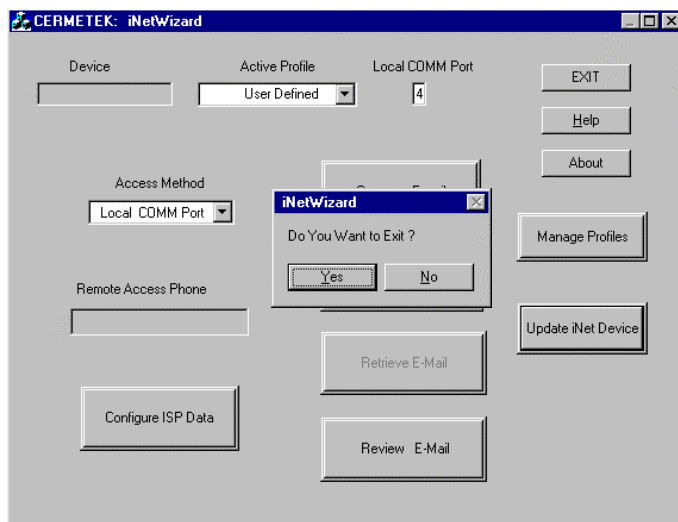 CERMETEK: iNetWizard
Device
Active Profile
Local COMM Port
User Defined
4
EXIT
Help
About
Access Method
Local COMM Port
iNetWizard
Do You Want to Exit ?
Yes
No
Manage Profiles
Remote Access Phone
Update iNet Device
Retrieve E-Mail
Configure ISP Data
Review E-Mail